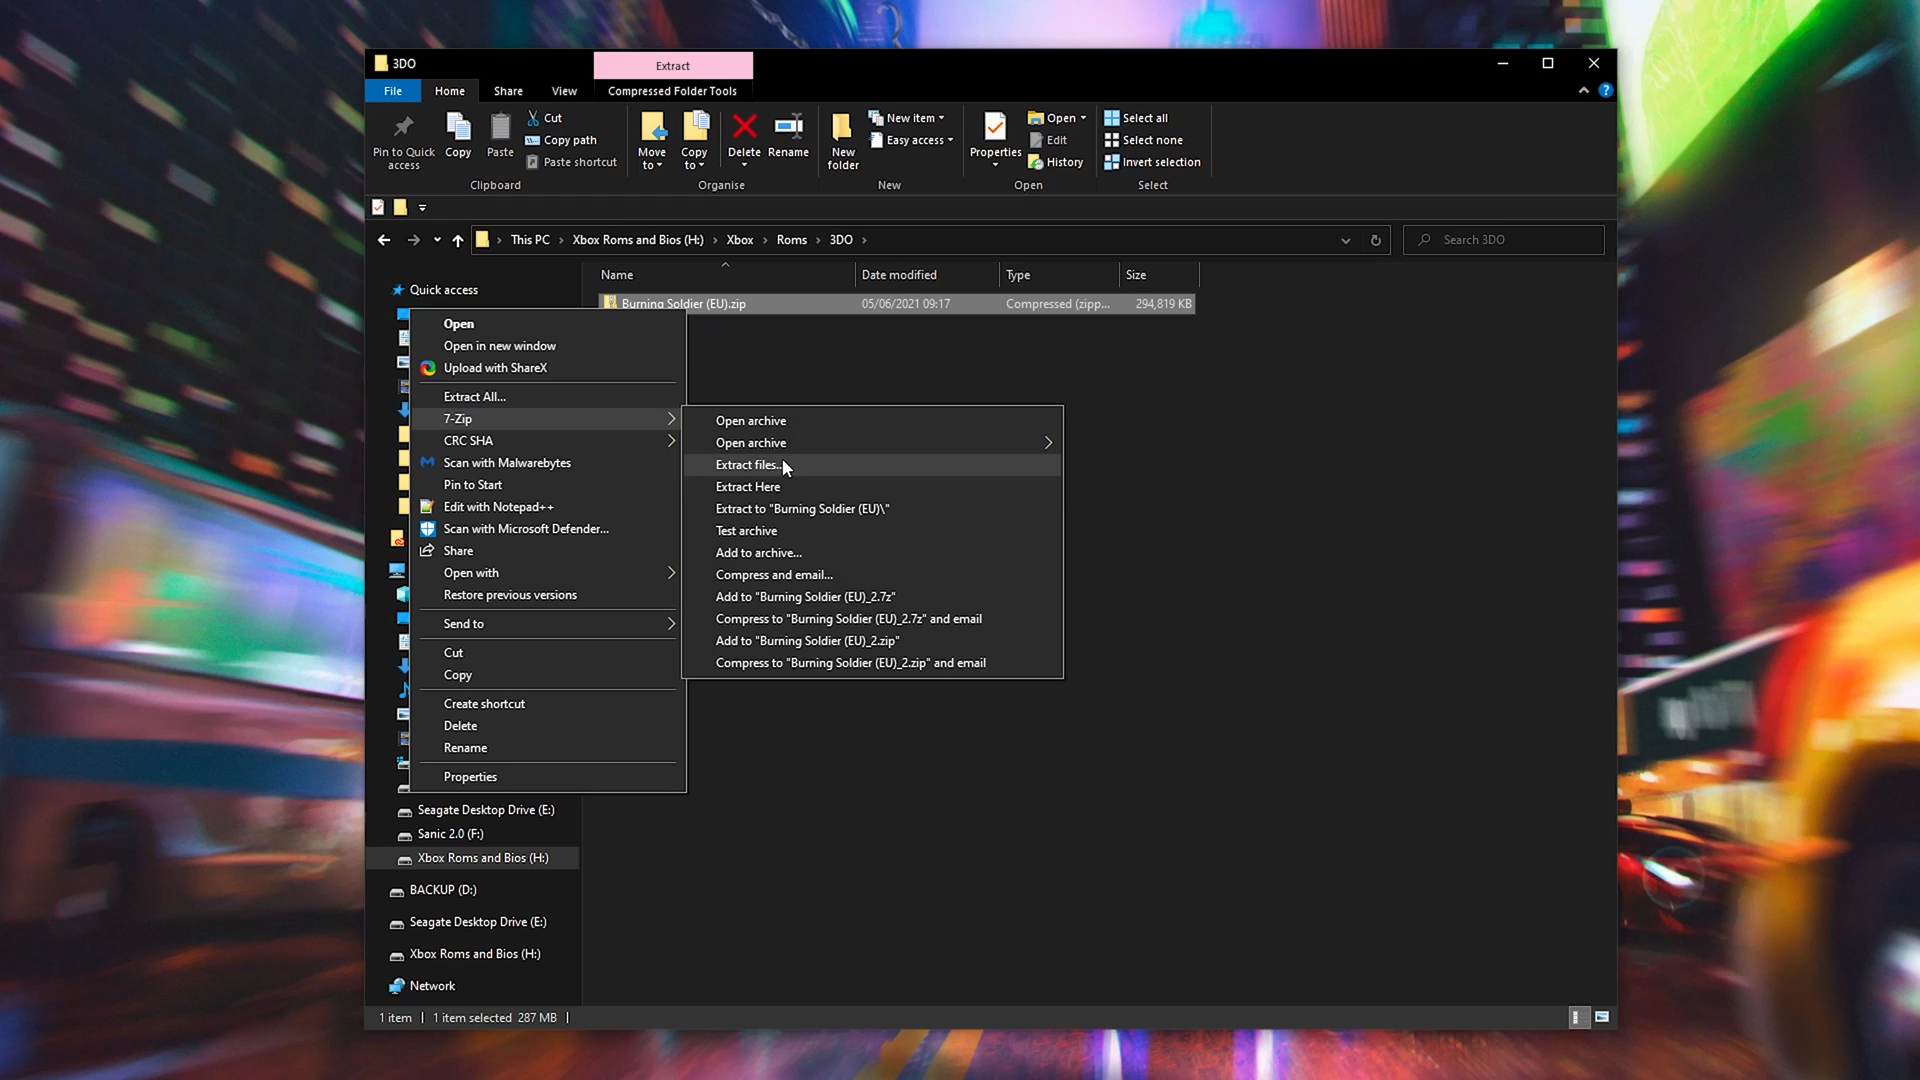 3DO
Extract
File
Home
Share
View
Compressed Folder Tools
Pin to Quick access
Copy
Paste
Cut
Copy path
Paste shortcut
Clipboard
Move to
Copy to
Delete
Rename
Organise
New folder
New item
Easy access
New
Properties
Open
Edit
History
Open
Select all
Select none
Invert selection
Select
This PC > Xbox Roms and Bios (H:) > Xbox > Roms > 3DO >
Search 3DO
Name
Date modified
Type
Size
Quick access
Burning Soldier (EU).zip
05/06/2021 09:17
Compressed (zipp...
294,819 KB
Open
Open in new window
Upload with ShareX
Extract All...
7-Zip
CRC SHA
Scan with Malwarebytes
Pin to Start
Edit with Notepad++
Scan with Microsoft Defender...
Share
Open with
Restore previous versions
Send to
Cut
Copy
Create shortcut
Delete
Rename
Properties
Open archive
Open archive
Extract files...
Extract Here
Extract to "Burning Soldier (EU)\"
Test archive
Add to archive...
Compress and email...
Add to "Burning Soldier (EU)_2.7z"
Compress to "Burning Soldier (EU)_2.7z" and email
Add to "Burning Soldier (EU)_2.zip"
Compress to "Burning Soldier (EU)_2.zip" and email
Seagate Desktop Drive (E:)
Sanic 2.0 (F:)
Xbox Roms and Bios (H:)
BACKUP (D:)
Seagate Desktop Drive (E:)
Xbox Roms and Bios (H:)
Network
1 item
1 item selected 287 MB